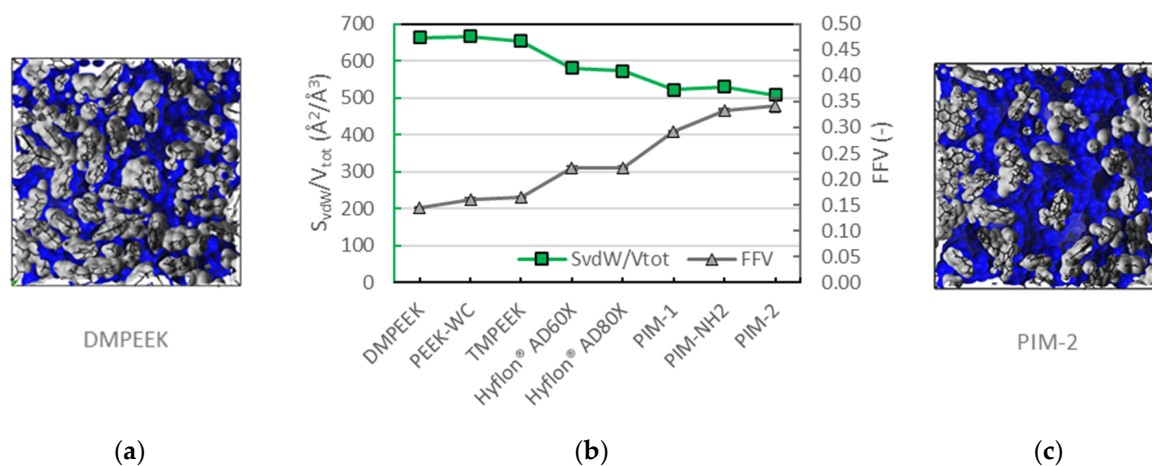 700
600
500
400
300
200
100
0
SvdW/Vtot (Å²/Å³)
0.50
0.45
0.40
0.35
0.30
0.25
0.20
0.15
0.10
0.05
0.00
FFV (-)
SvdW/Vtot
FFV
DMPEEK
PEEK-WC
TMPEEK
Hyflon® AD60X
Hyflon® AD80X
PIM-1
PIM-NH2
PIM-2
DMPEEK
PIM-2
(a)
(b)
(c)